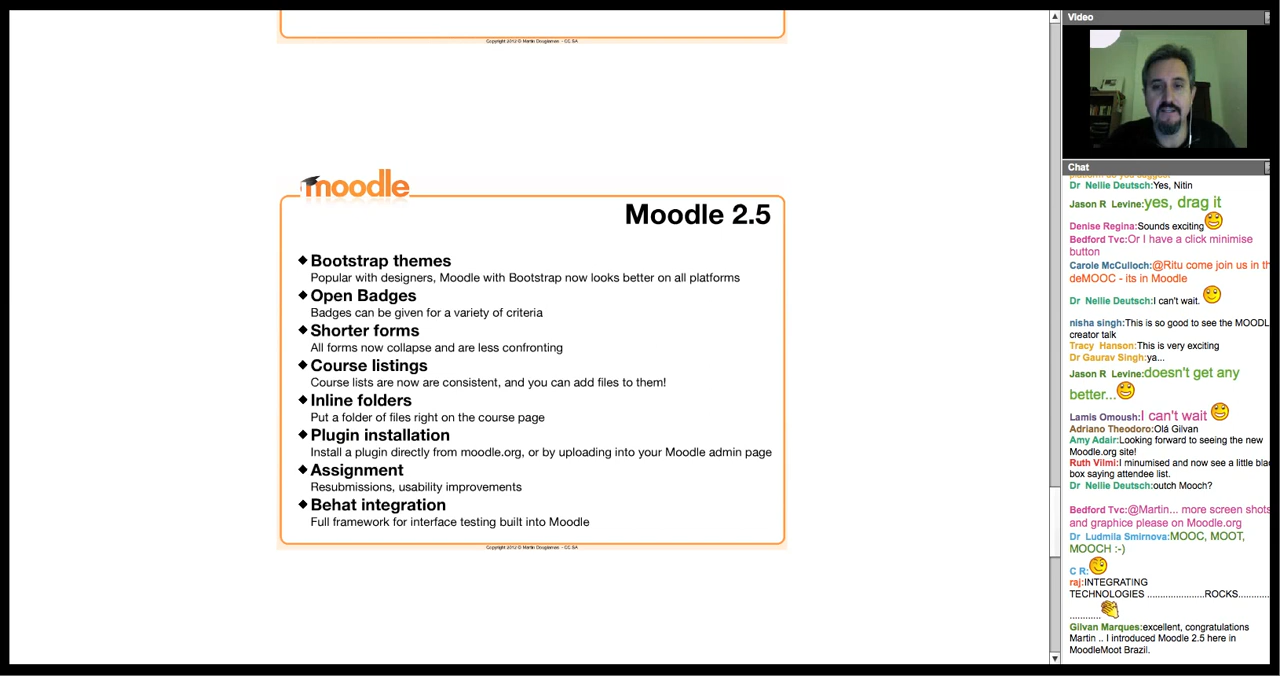 Copyright 2012 © Martin Dougiamas - CC SA
moodle
Moodle 2.5
◆ Bootstrap themes
Popular with designers, Moodle with Bootstrap now looks better on all platforms
◆ Open Badges
Badges can be given for a variety of criteria
◆ Shorter forms
All forms now collapse and are less confronting
◆ Course listings
Course lists are now are consistent, and you can add files to them!
◆ Inline folders
Put a folder of files right on the course page
◆ Plugin installation
Install a plugin directly from moodle.org, or by uploading into your Moodle admin page
◆ Assignment
Resubmissions, usability improvements
◆ Behat integration
Full framework for interface testing built into Moodle
Copyright 2012 © Martin Dougiamas - CC SA
Video
Chat
Dr Nellie Deutsch:Yes, Nitin
Jason R Levine:yes, drag it
Denise Regina:Sounds exciting
Bedford Tvc:Or I have a click minimise
button
Carole McCulloch:@Ritu come join us in th
deMOOC - its in Moodle
Dr Nellie Deutsch:I can't wait.
nisha singh:This is so good to see the MOODL
creator talk
Tracy Hanson:This is very exciting
Dr Gaurav Singh:ya...
Jason R Levine:doesn't get any
better...
Lamis Omoush:I can't wait
Adriano Theodoro:Olá Gilvan
Amy Adair:Looking forward to seeing the new
Moodle.org site!
Ruth Vilmi:I minumised and now see a little bla
box saying attendee list.
Dr Nellie Deutsch:outch Mooch?
Bedford Tvc:@Martin... more screen shots
and graphice please on Moodle.org
Dr Ludmila Smirnova:MOOC, MOOT,
MOOCH :-)
C R:
raj:INTEGRATING
TECHNOLOGIES ......................ROCKS............
............
Gilvan Marques:excellent, congratulations
Martin .. I introduced Moodle 2.5 here in
MoodleMoot Brazil.